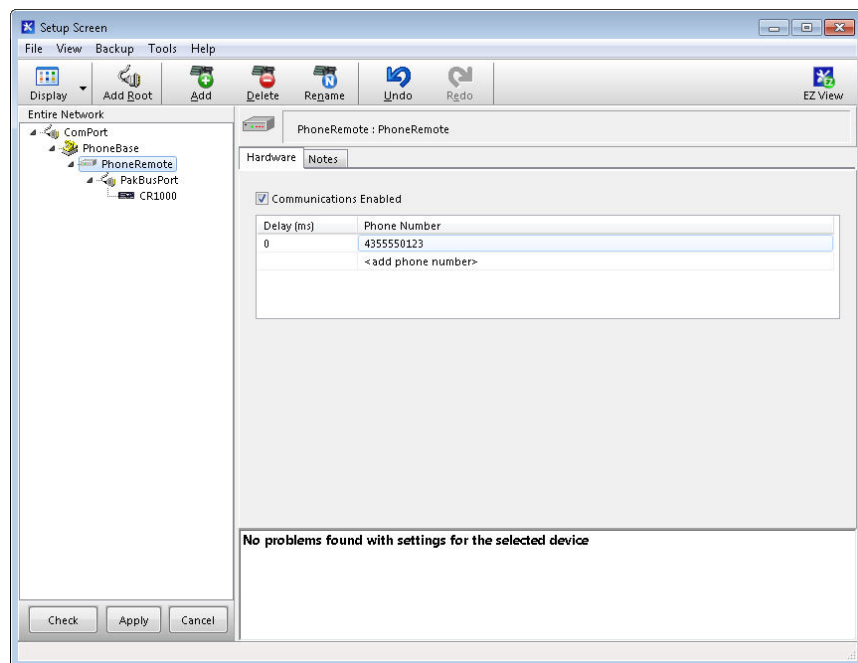 Setup Screen
File View Backup Tools Help
Display Add Root Add Delete Rename Undo Redo EZ View
Entire Network
ComPort
PhoneBase
PhoneRemote
PakBusPort
CR1000
PhoneRemote : PhoneRemote
Hardware Notes
Communications Enabled
Delay (ms) Phone Number
0 4355550123
<add phone number>
No problems found with settings for the selected device
Check Apply Cancel